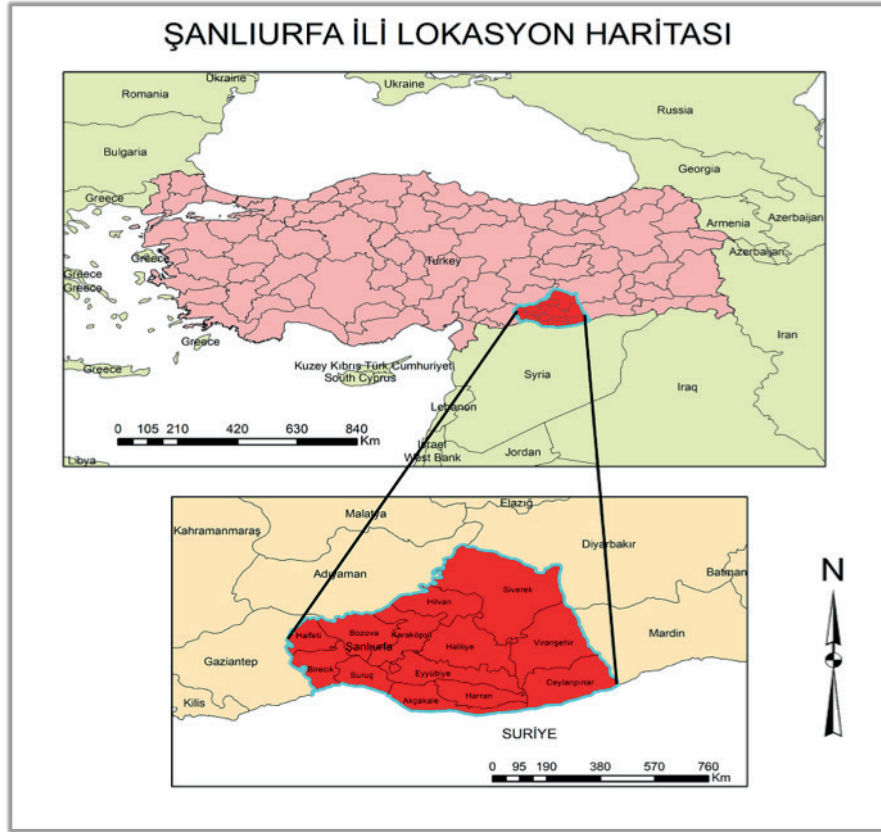 ŞANLIURFA İLİ LOKASYON HARİTASI
Ukraine
Ukraine
Romania
Russia
Bulgaria
Georgia
Greece
Armenia
Azerbaijan
Azerbaijan
Greece
Turkey
Greece
Greece
Iran
Greece
Kuzey Kıbrıs Türk Cumhuriyeti
South Cyprus
Greece
Syria
Iraq
Lebanon
0 105 210 420 630 840
Km
Israel
West Bank
Jordan
Libya
Elazığ
Malatya
Kahramanmaraş
Diyarbakır
Adıyaman
Batman
Siverek
Hilvan
N
Halfeti
Bozova
Karaköprü
Viranşehir
Mardin
Şanlıurfa
Haliliye
Gaziantep
Birecik
Suruç
Eyyübiye
Ceylanpınar
Kilis
Akçakale
Harran
SURİYE
0 95 190 380 570 760
Km